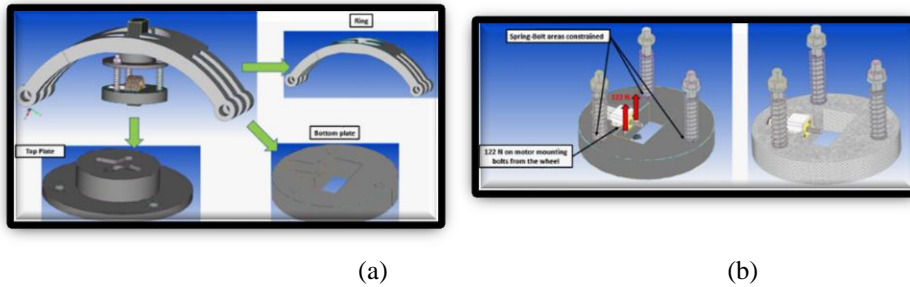 Ring
Top Plate
Bottom plate
(a)
Spring-Bolt areas constrained
122 N
122 N on motor mounting
bolts from the wheel
(b)